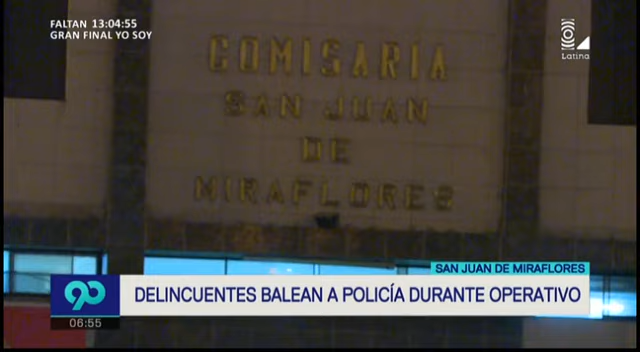 FALTAN 13:04:55
GRAN FINAL YO SOY
Latina
COMISARIA
SAN JUAN
DE
MIRAFLORES
SAN JUAN DE MIRAFLORES
90
DELINCUENTES BALEAN A POLICÍA DURANTE OPERATIVO
06:55